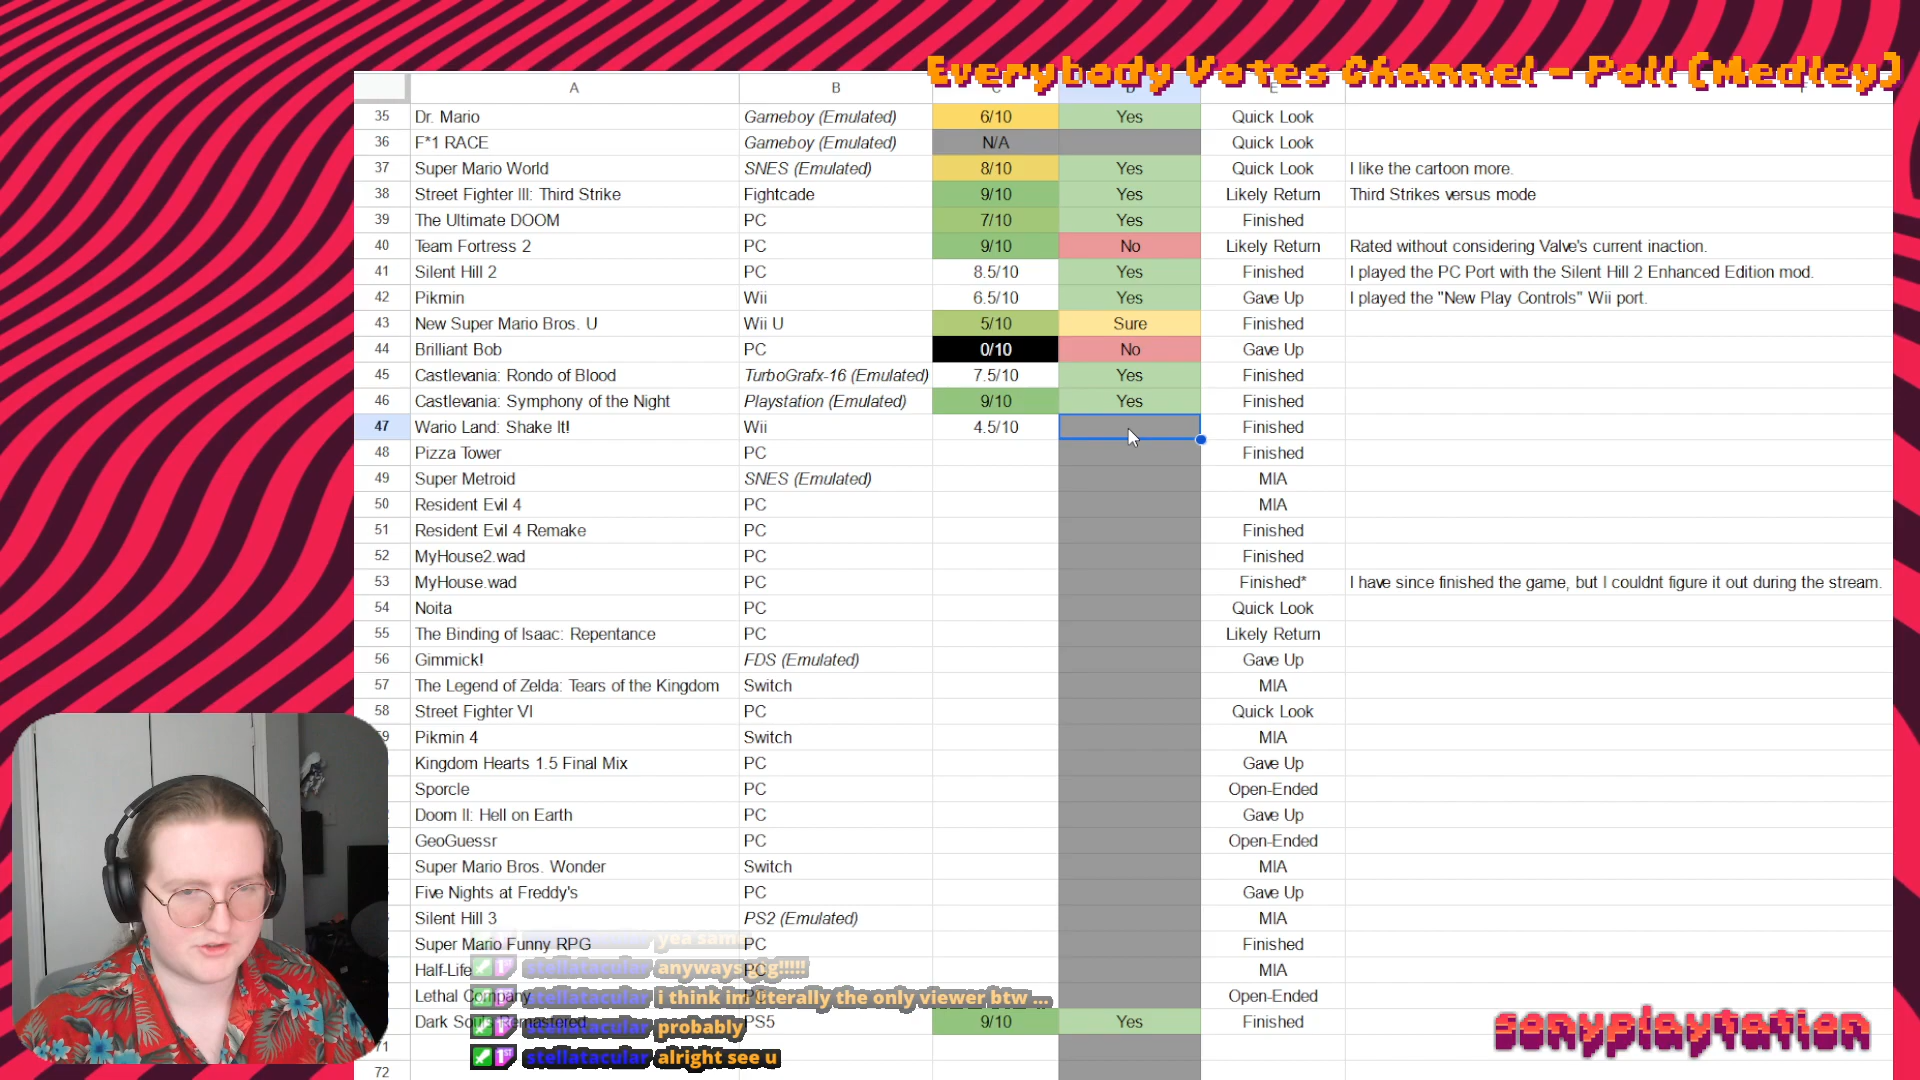 Everybody Votes Channel - Poll (Medley)
A B C D E F
35 Dr. Mario Gameboy (Emulated) 6/10 Yes Quick Look
36 F*1 RACE Gameboy (Emulated) N/A Quick Look
37 Super Mario World SNES (Emulated) 8/10 Yes Quick Look I like the cartoon more.
38 Street Fighter III: Third Strike Fightcade 9/10 Yes Likely Return Third Strikes versus mode
39 The Ultimate DOOM PC 7/10 Yes Finished
40 Team Fortress 2 PC 9/10 No Likely Return Rated without considering Valve's current inaction.
41 Silent Hill 2 PC 8.5/10 Yes Finished I played the PC Port with the Silent Hill 2 Enhanced Edition mod.
42 Pikmin Wii 6.5/10 Yes Gave Up I played the "New Play Controls" Wii port.
43 New Super Mario Bros. U Wii U 5/10 Sure Finished
44 Brilliant Bob PC 0/10 No Gave Up
45 Castlevania: Rondo of Blood TurboGrafx-16 (Emulated) 7.5/10 Yes Finished
46 Castlevania: Symphony of the Night Playstation (Emulated) 9/10 Yes Finished
47 Wario Land: Shake It! Wii 4.5/10 Finished
48 Pizza Tower PC Finished
49 Super Metroid SNES (Emulated) MIA
50 Resident Evil 4 PC MIA
51 Resident Evil 4 Remake PC Finished
52 MyHouse2.wad PC Finished
53 MyHouse.wad PC Finished* I have since finished the game, but I couldnt figure it out during the stream.
54 Noita PC Quick Look
55 The Binding of Isaac: Repentance PC Likely Return
56 Gimmick! FDS (Emulated) Gave Up
57 The Legend of Zelda: Tears of the Kingdom Switch MIA
58 Street Fighter VI PC Quick Look
59 Pikmin 4 Switch MIA
Kingdom Hearts 1.5 Final Mix PC Gave Up
Sporcle PC Open-Ended
Doom II: Hell on Earth PC Gave Up
GeoGuessr PC Open-Ended
Super Mario Bros. Wonder Switch MIA
Five Nights at Freddy's PC Gave Up
Silent Hill 3 PS2 (Emulated) MIA
Super Mario Funny RPG PC Finished
Half-Life PC MIA
Lethal Company PC Open-Ended
Dark Souls Remastered PS5 9/10 Yes Finished
71
72
yea same
stellatacular anyways gjg!!!!!
stellatacular i think im literally the only viewer btw ...
stellatacular probably
stellatacular alright see u
sonyplaytation